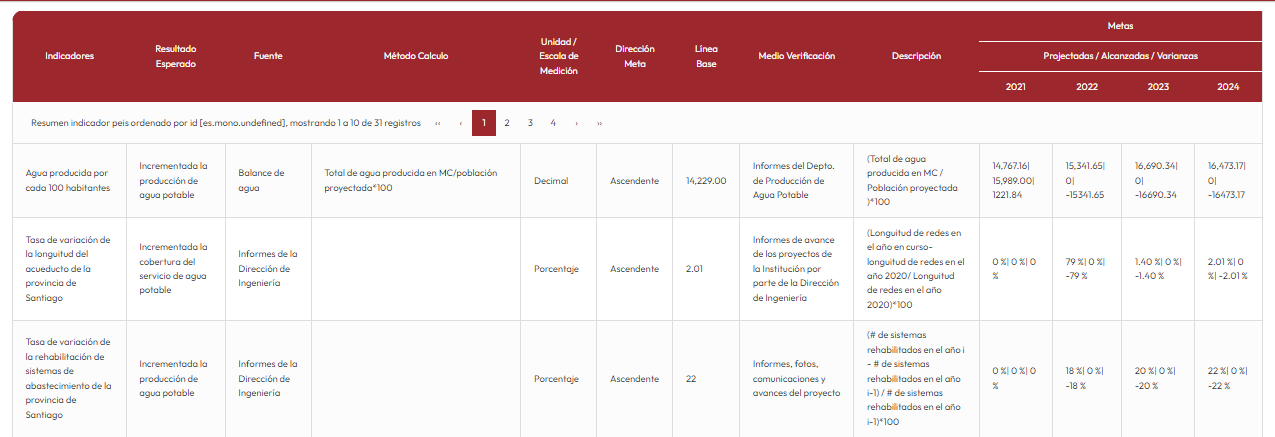 Indicadores
Resultado
Esperado
Fuente
Método Calculo
Unidad /
Escala de
Medición
Dirección
Meta
Línea
Base
Medio Verificación
Descripción
Metas
Projectadas / Alcanzadas / Varianzas
2021
2022
2023
2024
Resumen indicador peis ordenado por id [es.mono.undefined], mostrando 1 a 10 de 31 registros ‹‹ ‹ 1 2 3 4 › ››
Agua producida por
cada 100 habitantes
Incrementada la
producción de
agua potable
Balance de
agua
Total de agua producida en MC/población
proyectado*100
Decimal
Ascendente
14,229.00
Informes del Depto.
de Producción de
Agua Potable
(Total de agua
producida en MC /
Población proyectada
)*100
14,767.16|
15,989.00|
1221.84
15,341.65|
0|
-15341.65
16,690.34|
0|
-16690.34
16,473.17|
0|
-16473.17
Tasa de variación de
la longuitud del
acueducto de la
provincia de
Santiago
Incrementada la
cobertura del
servicio de agua
potable
Informes de la
Dirección de
Ingeniería
Porcentaje
Ascendente
2.01
Informes de avance
de los proyectos de
la Institución por
parte de la Dirección
de Ingeniería
(Longuitud de redes en
el año en curso-
longuitud de redes en el
año 2020/ Longuitud
de redes en el año
2020)*100
0 %| 0 %| 0
%
79 %| 0 %|
-79 %
1.40 %| 0 %|
-1.40 %
2.01 %| 0
%| -2.01 %
Tasa de variación de
la rehabilitación de
sistemas de
abastecimiento de la
provincia de
Santiago
Incrementada la
producción de
agua potable
Informes de la
Dirección de
Ingeniería
Porcentaje
Ascendente
22
Informes, fotos,
comunicaciones y
avances del proyecto
(# de sistemas
rehabilitados en el año i
- # de sistemas
rehabilitados en el año
i-1) / # de sistemas
rehabilitados en el año
i-1)*100
0 %| 0 %| 0
%
18 %| 0 %|
-18 %
20 %| 0 %|
-20 %
22 %| 0 %|
-22 %